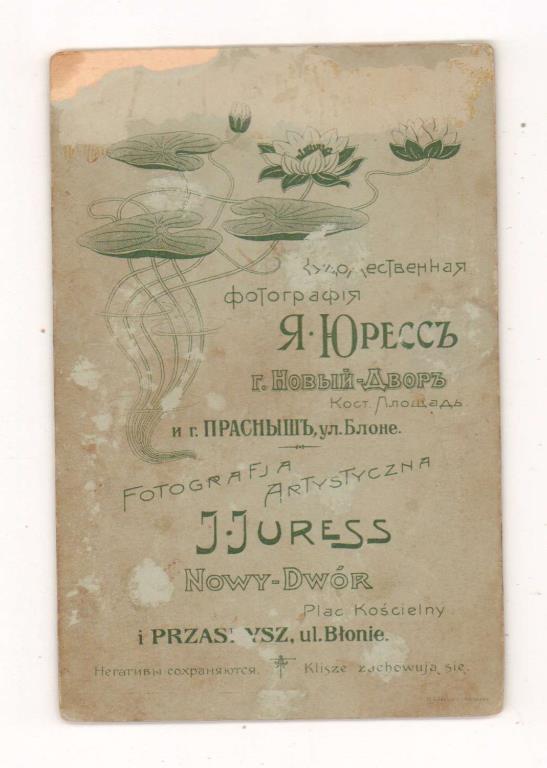 фотографія
Я. Юрессъ
г. Новый-Дворъ
Кост. Площадь
и г. ПРАСНЫШЪ, ул. Блоне.
FOTOGRAFJA
ARTYSTYCZNA
J. JURESS
NOWY-DWÓR
Plac Kościelny
i ul. Błonie.
Негативы сохраняются. Klisze zachowują się.